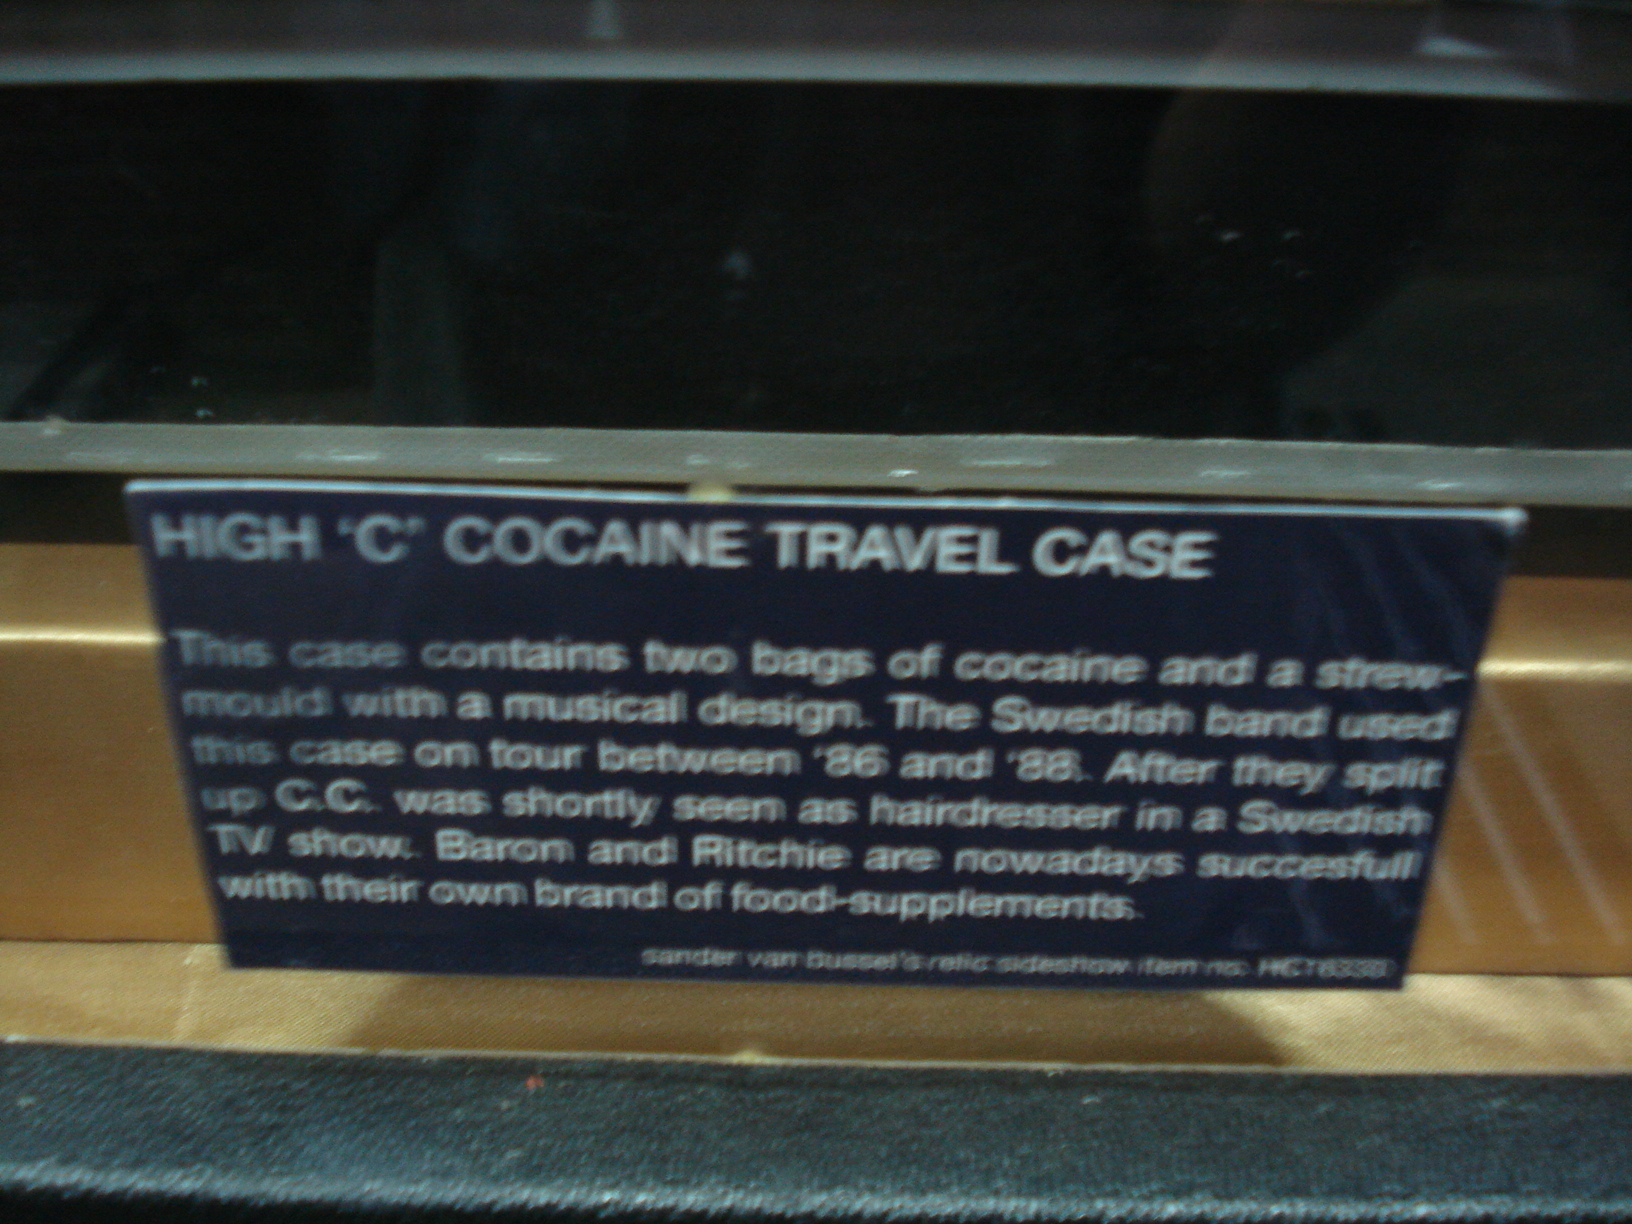 HIGH 'C' COCAINE TRAVEL CASE
This case contains two bags of cocaine and a strew-
mould with a musical design. The Swedish band used
this case on tour between '86 and '88. After they split
up C.C. was shortly seen as hairdresser in a Swedish
TV show. Baron and Ritchie are nowadays succesfull
with their own brand of food-supplements.
sander van bussel's relic sideshow item no.